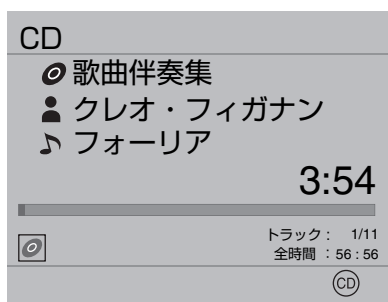 CD
歌曲伴奏集
クレオ・フィガナン
フォーリア
3:54
トラック： 1/11
全時間 ：56:56
CD